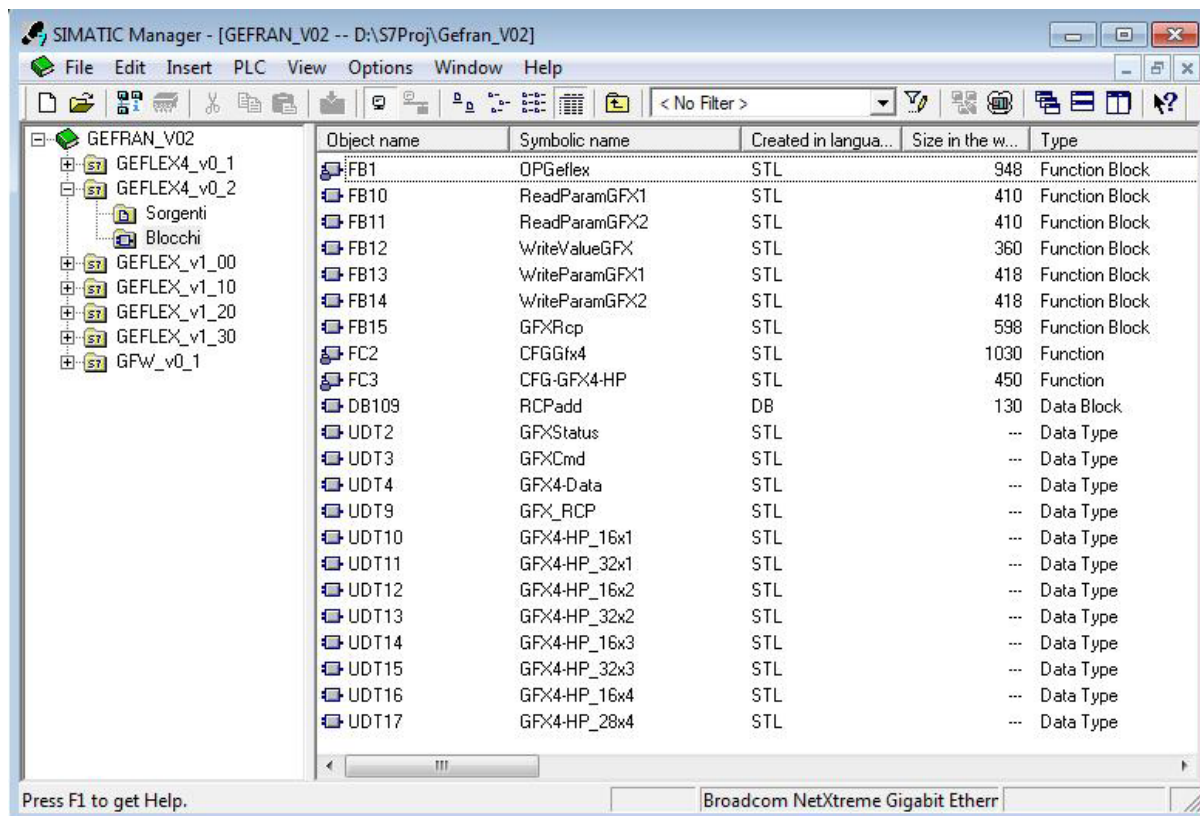 SIMATIC Manager - [GEFRAN_V02 -- D:\S7Proj\Gefran_V02]
File Edit Insert PLC View Options Window Help
< No Filter >
GEFRAN_V02
GEFLEX4_v0_1
GEFLEX4_v0_2
Sorgenti
Blocchi
GEFLEX_v1_00
GEFLEX_v1_10
GEFLEX_v1_20
GEFLEX_v1_30
GFW_v0_1
Object name Symbolic name Created in langua... Size in the w... Type
FB1 OPGeflex STL 948 Function Block
FB10 ReadParamGFX1 STL 410 Function Block
FB11 ReadParamGFX2 STL 410 Function Block
FB12 WriteValueGFX STL 360 Function Block
FB13 WriteParamGFX1 STL 418 Function Block
FB14 WriteParamGFX2 STL 418 Function Block
FB15 GFXRcp STL 598 Function Block
FC2 CFGGfx4 STL 1030 Function
FC3 CFG-GFX4-HP STL 450 Function
DB109 RCPadd DB 130 Data Block
UDT2 GFXStatus STL --- Data Type
UDT3 GFXCmd STL --- Data Type
UDT4 GFX4-Data STL --- Data Type
UDT9 GFX_RCP STL --- Data Type
UDT10 GFX4-HP_16x1 STL --- Data Type
UDT11 GFX4-HP_32x1 STL --- Data Type
UDT12 GFX4-HP_16x2 STL --- Data Type
UDT13 GFX4-HP_32x2 STL --- Data Type
UDT14 GFX4-HP_16x3 STL --- Data Type
UDT15 GFX4-HP_32x3 STL --- Data Type
UDT16 GFX4-HP_16x4 STL --- Data Type
UDT17 GFX4-HP_28x4 STL --- Data Type
Press F1 to get Help. Broadcom NetXtreme Gigabit Etherr